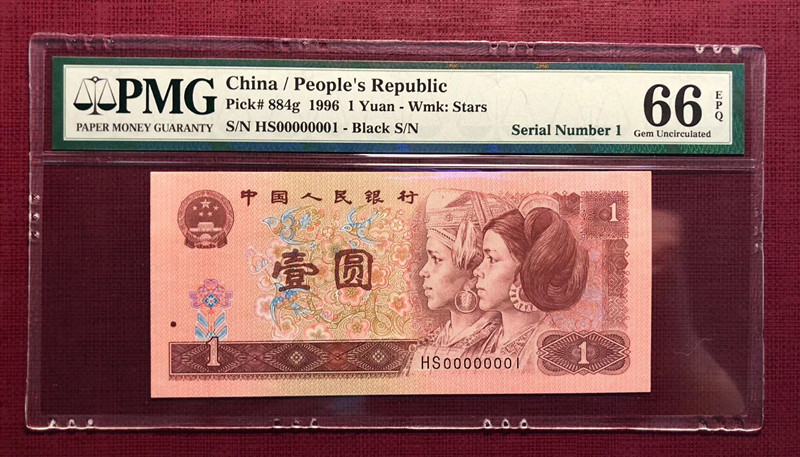 PMG
PAPER MONEY GUARANTY
China / People's Republic
Pick# 884g 1996 1 Yuan - Wmk: Stars
S/N HS00000001 - Black S/N
Serial Number 1
66 EPQ
Gem Uncirculated
中国人民银行
1
壹圆
1
HS00000001
1